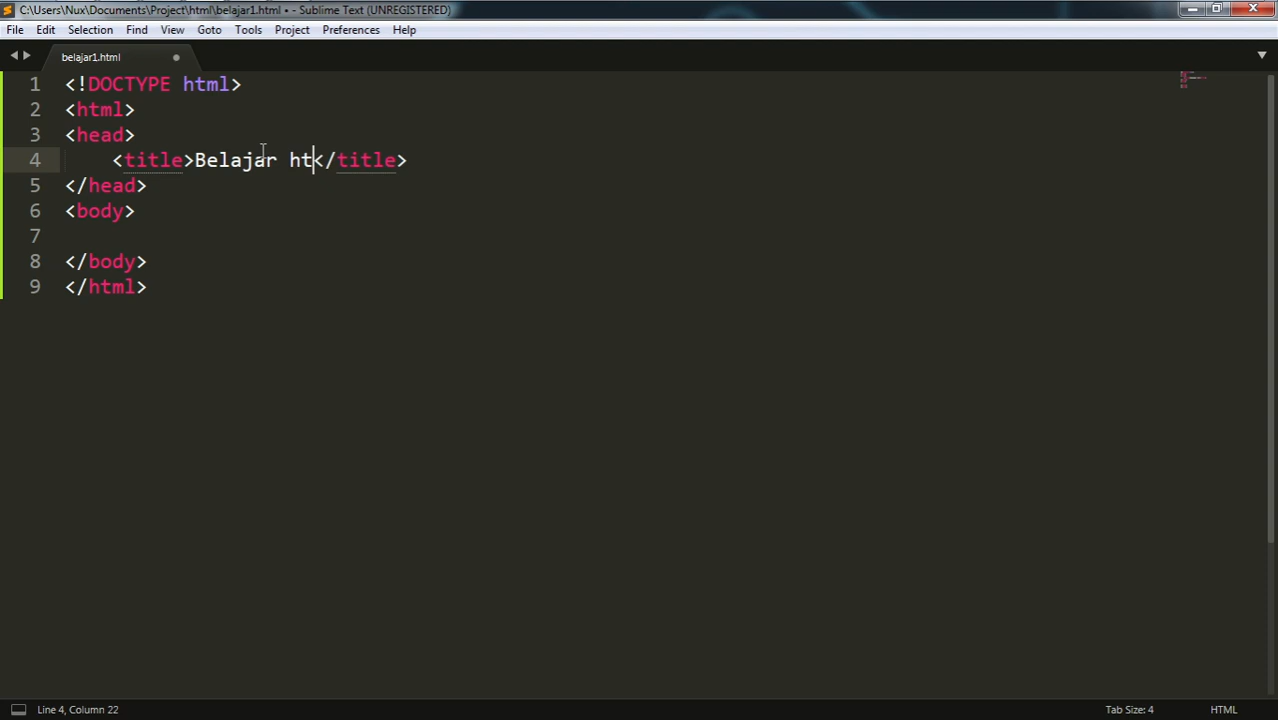 C:\Users\Nux\Documents\Project\html\belajar1.html • - Sublime Text (UNREGISTERED)
File Edit Selection Find View Goto Tools Project Preferences Help
belajar1.html
1 <!DOCTYPE html>
2 <html>
3 <head>
4     <title>Belajar ht</title>
5 </head>
6 <body>
7
8 </body>
9 </html>
Line 4, Column 22 Tab Size: 4 HTML